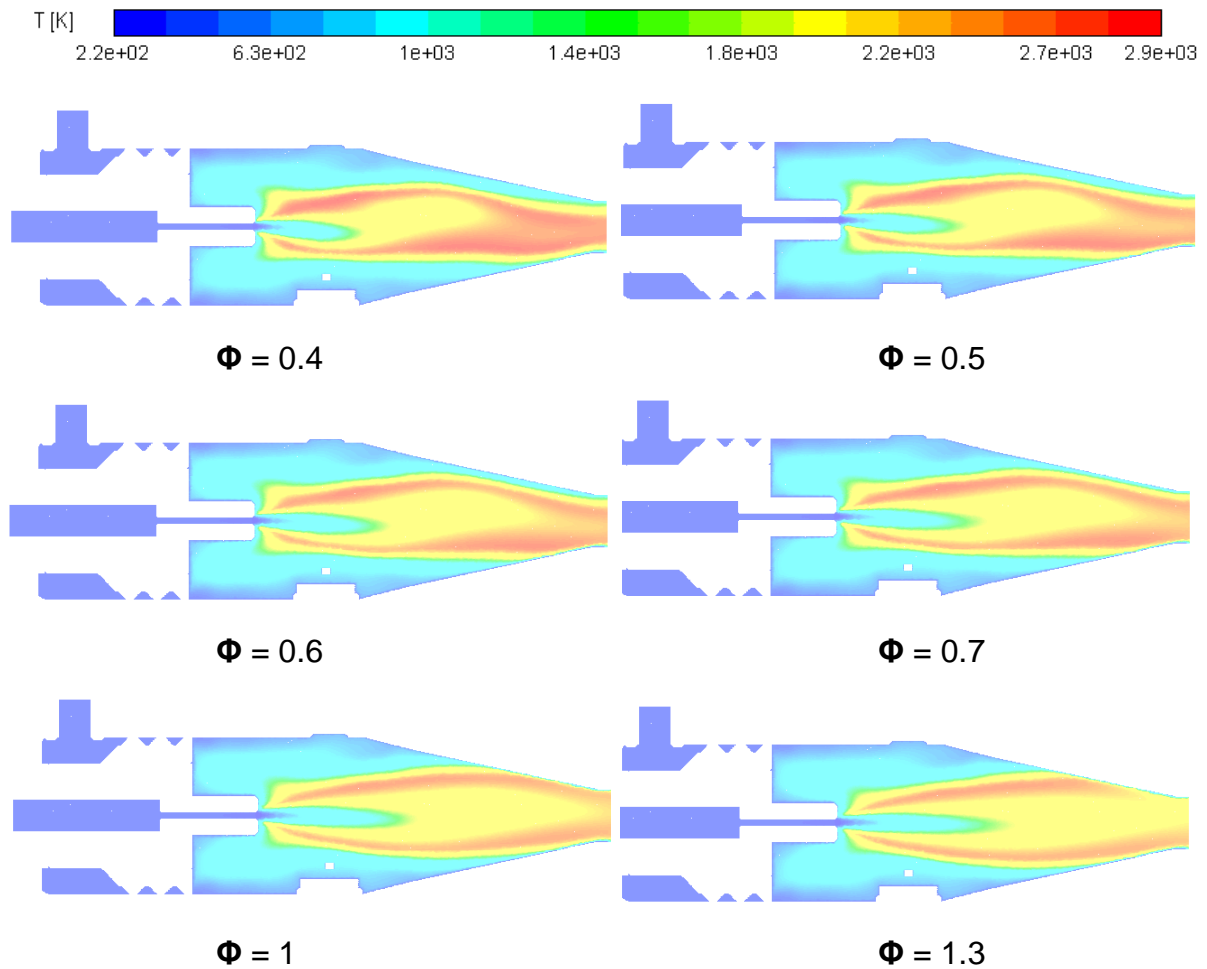 T [K]
2.2e+02 6.3e+02 1e+03 1.4e+03 1.8e+03 2.2e+03 2.7e+03 2.9e+03
Φ = 0.4 Φ = 0.5
Φ = 0.6 Φ = 0.7
Φ = 1 Φ = 1.3